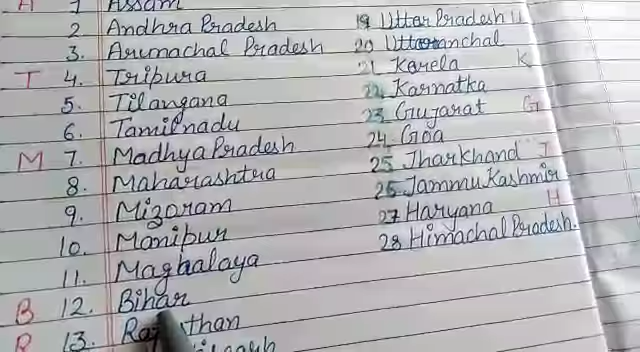 A 1 Assam
2 Andhra Pradesh
3. Arunachal Pradesh
T 4. Tripura
5. Tilangana
6. Tamilnadu
M 7. Madhya Pradesh
8. Maharashtra
9. Mizoram
10. Manipur
11. Maghalaya
B 12. Bihar
R 13.
19 Uttar Pradesh U
20 Uttaranchal
21 Karela K
22 Karnatka
23 Gujarat G
24 Goa
25 Jharkhand J
26 Jammu Kashmir
27 Haryana H
28 Himachal Pradesh.